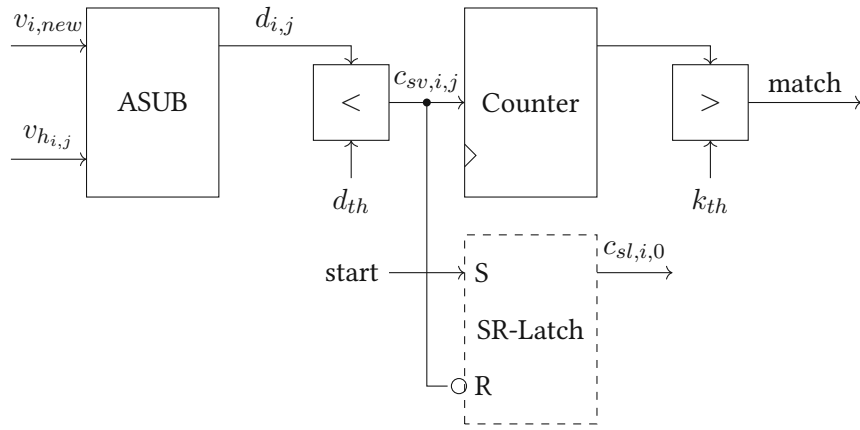 v_{i,new}
d_{i,j}
ASUB
<
c_{sv,i,j}
Counter
>
match
v_{h_{i,j}}
d_{th}
k_{th}
start
S
c_{sl,i,0}
SR-Latch
R